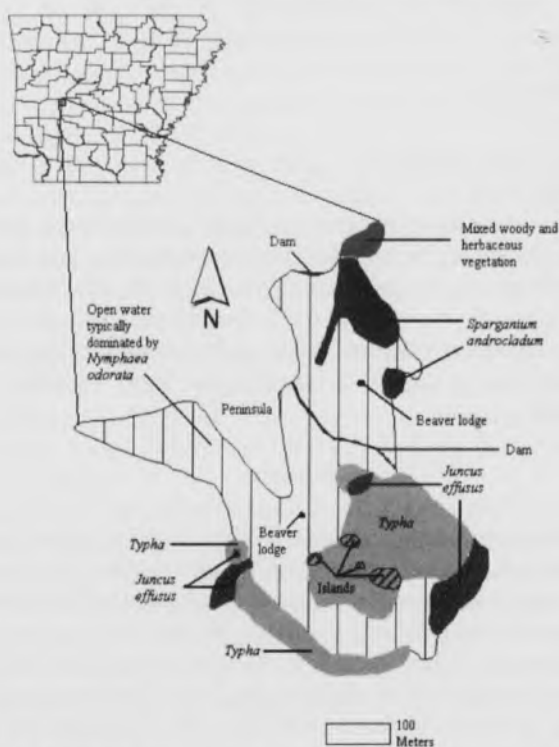 Mixed woody and
herbaceous
vegetation
Dam
N
Open water
typically
dominated by
Nymphaea
odorata
Sparganium
androcladum
Peninsula
Beaver lodge
Dam
Juncus
effusus
Typha
Beaver
lodge
Typha
Islands
Juncus
effusus
Typha
100
Meters